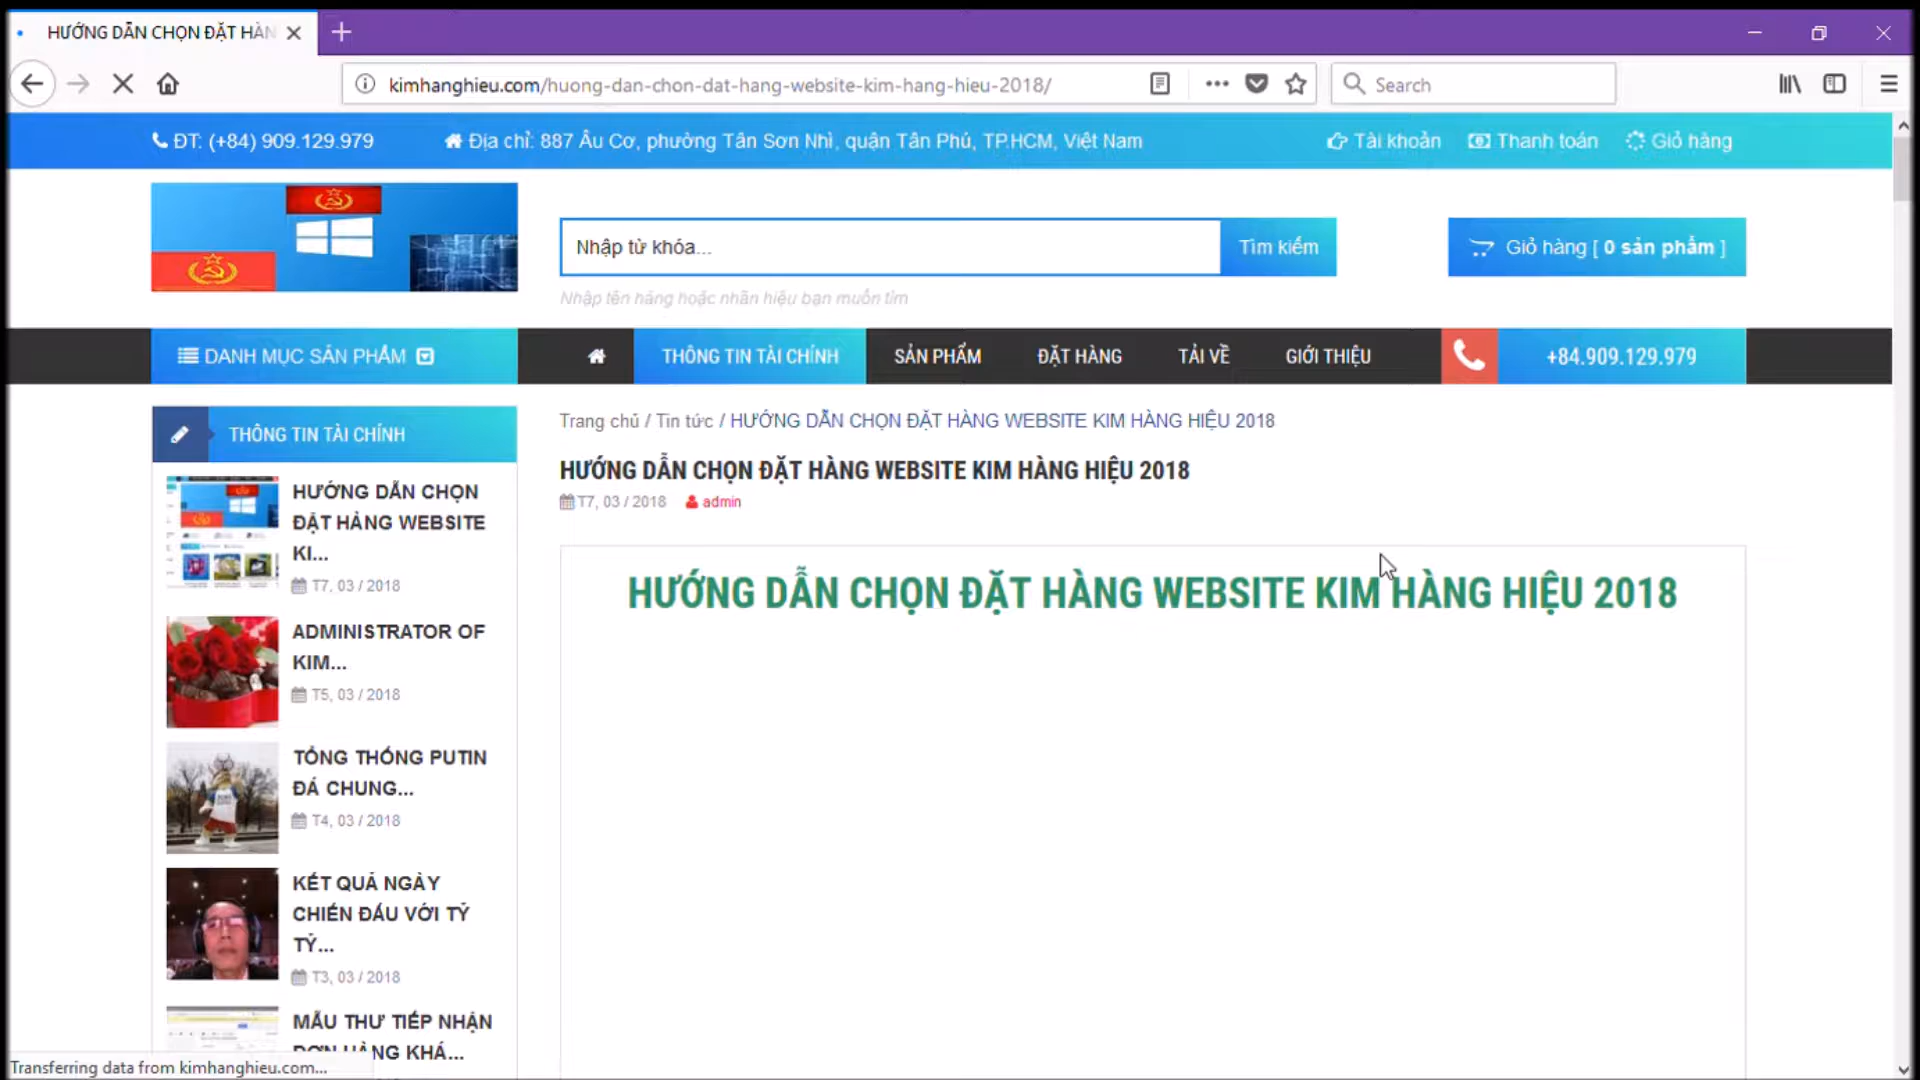 HƯỚNG DẪN CHỌN ĐẶT HÀN
kimhanghieu.com/huong-dan-chon-dat-hang-website-kim-hang-hieu-2018/
Search
ĐT: (+84) 909.129.979
Địa chỉ: 887 Âu Cơ, phường Tân Sơn Nhì, quận Tân Phú, TP.HCM, Việt Nam
Tài khoản
Thanh toán
Giỏ hàng
Nhập từ khóa...
Tìm kiếm
Giỏ hàng [ 0 sản phẩm ]
Nhập tên hàng hoặc nhãn hiệu bạn muốn tìm
DANH MỤC SẢN PHẨM
THÔNG TIN TÀI CHÍNH
SẢN PHẨM
ĐẶT HÀNG
TẢI VỀ
GIỚI THIỆU
+84.909.129.979
THÔNG TIN TÀI CHÍNH
HƯỚNG DẪN CHỌN
ĐẶT HÀNG WEBSITE
KI...
T7, 03 / 2018
ADMINISTRATOR OF
KIM...
T5, 03 / 2018
TỔNG THỐNG PUTIN
ĐÁ CHUNG...
T4, 03 / 2018
KẾT QUẢ NGÀY
CHIẾN ĐẤU VỚI TỶ
TỶ...
T3, 03 / 2018
MẪU THƯ TIẾP NHẬN
ĐƠN HÀNG KHÁ...
Trang chủ / Tin tức / HƯỚNG DẪN CHỌN ĐẶT HÀNG WEBSITE KIM HÀNG HIỆU 2018
HƯỚNG DẪN CHỌN ĐẶT HÀNG WEBSITE KIM HÀNG HIỆU 2018
T7, 03 / 2018 admin
HƯỚNG DẪN CHỌN ĐẶT HÀNG WEBSITE KIM HÀNG HIỆU 2018
Transferring data from kimhanghieu.com...